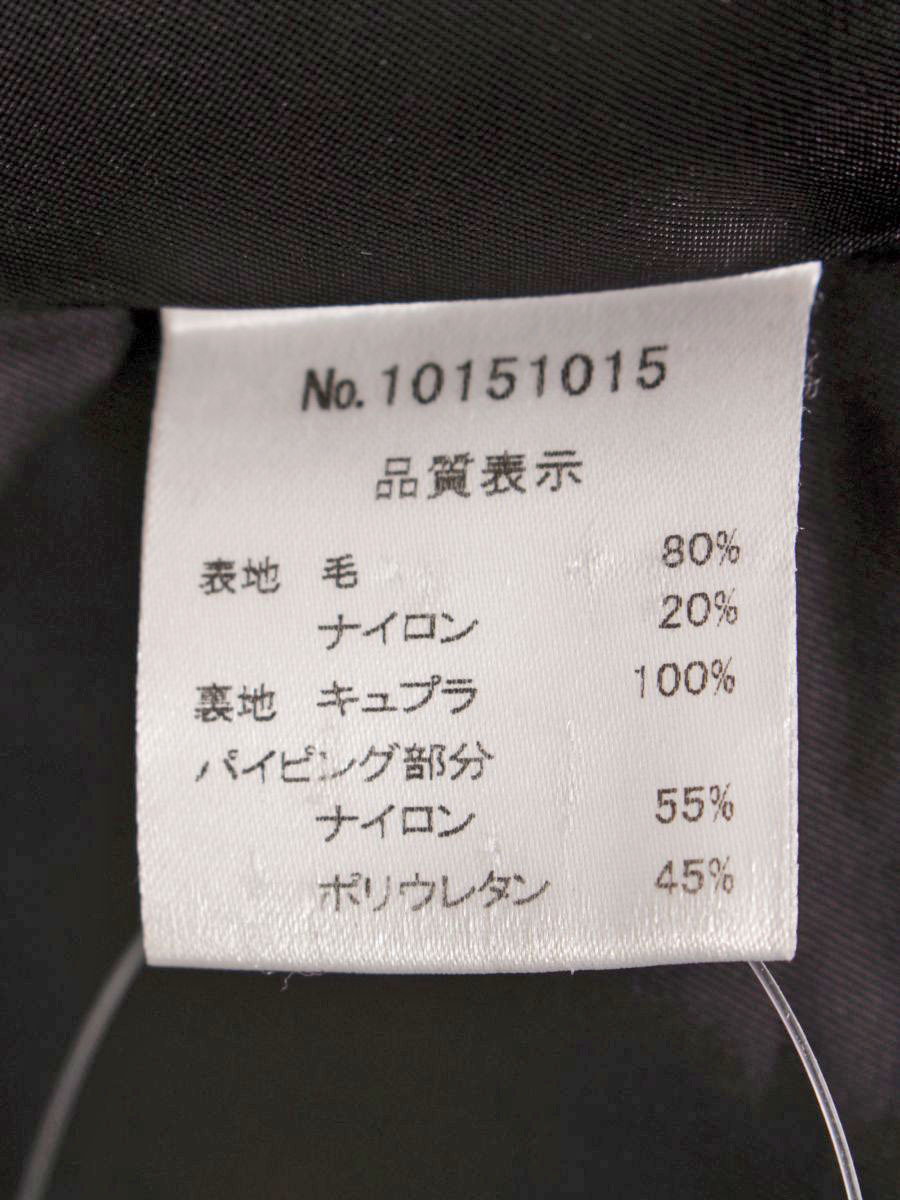 No.10151015
品質表示
表地 毛 80%
ナイロン 20%
裏地 キュプラ 100%
パイピング部分
ナイロン 55%
ポリウレタン 45%